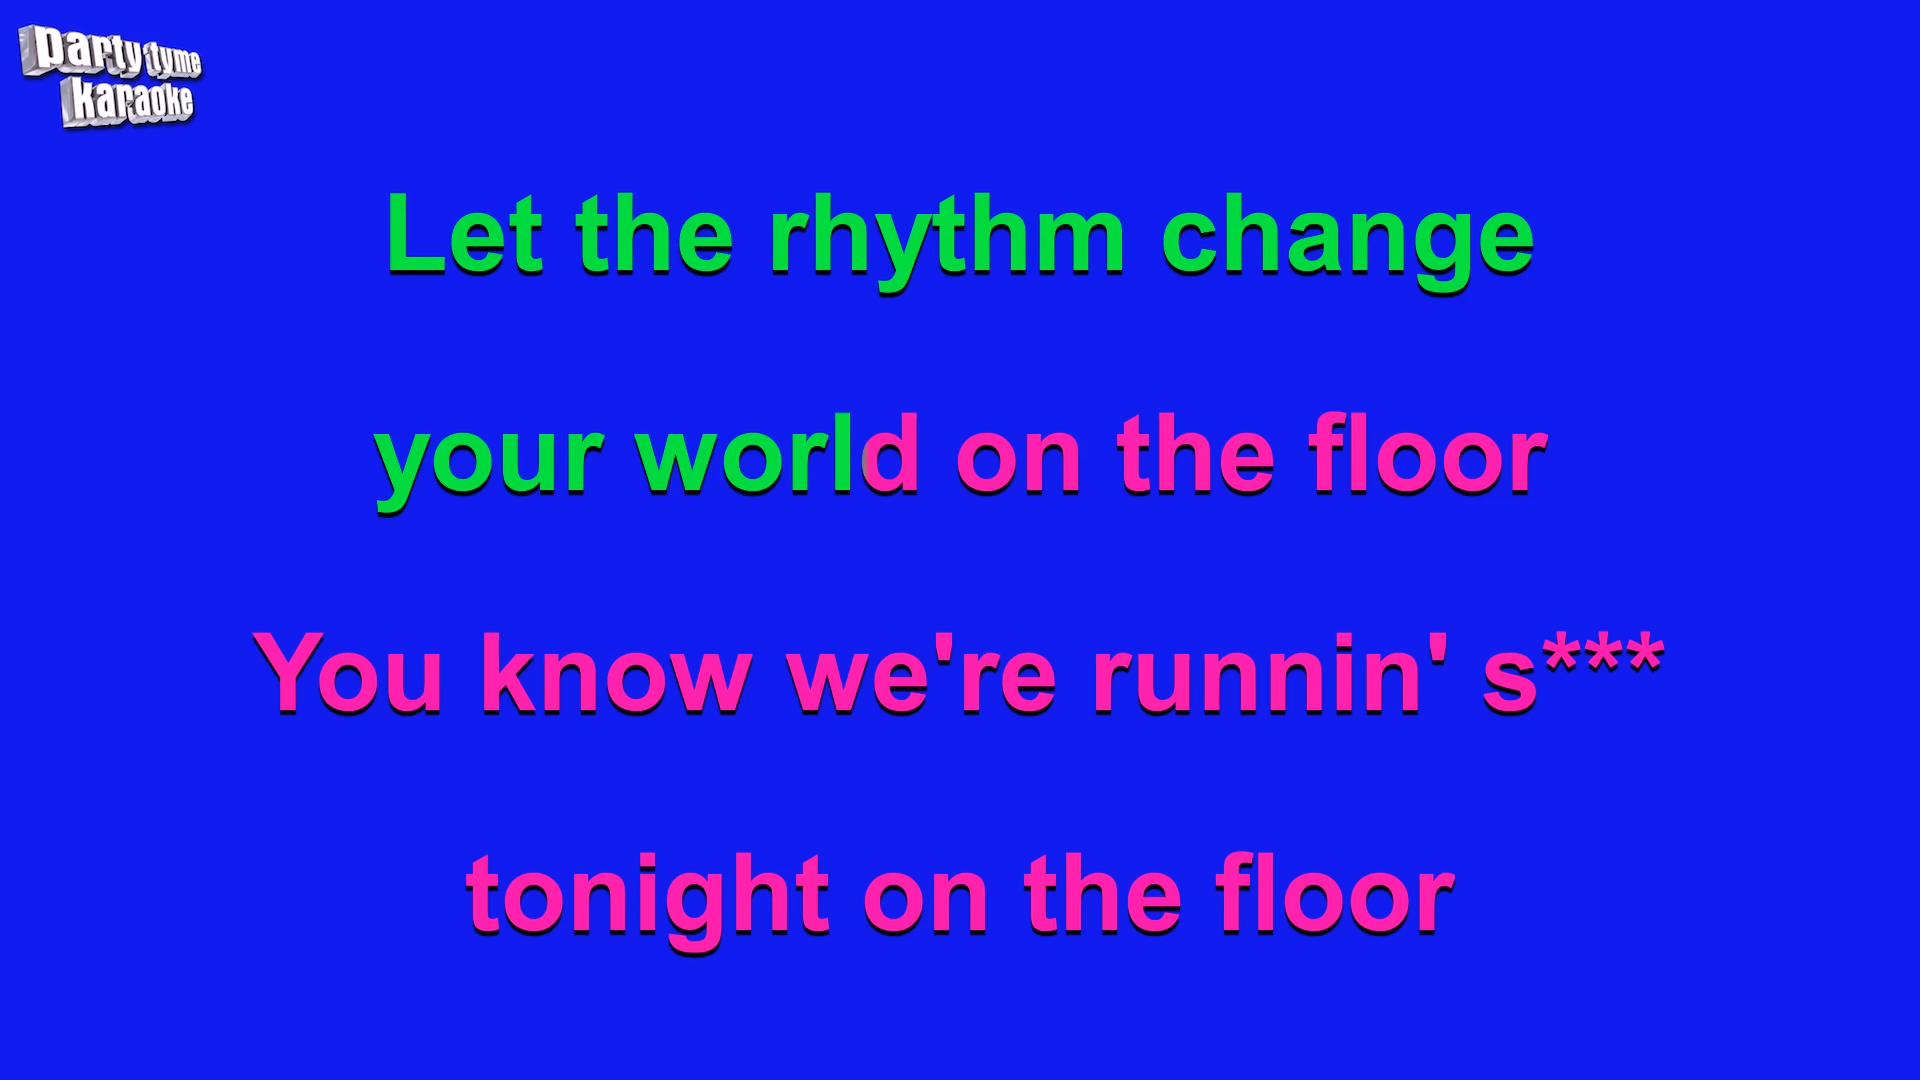 party tyme
karaoke
Let the rhythm change
your world on the floor
You know we're runnin' s***
tonight on the floor